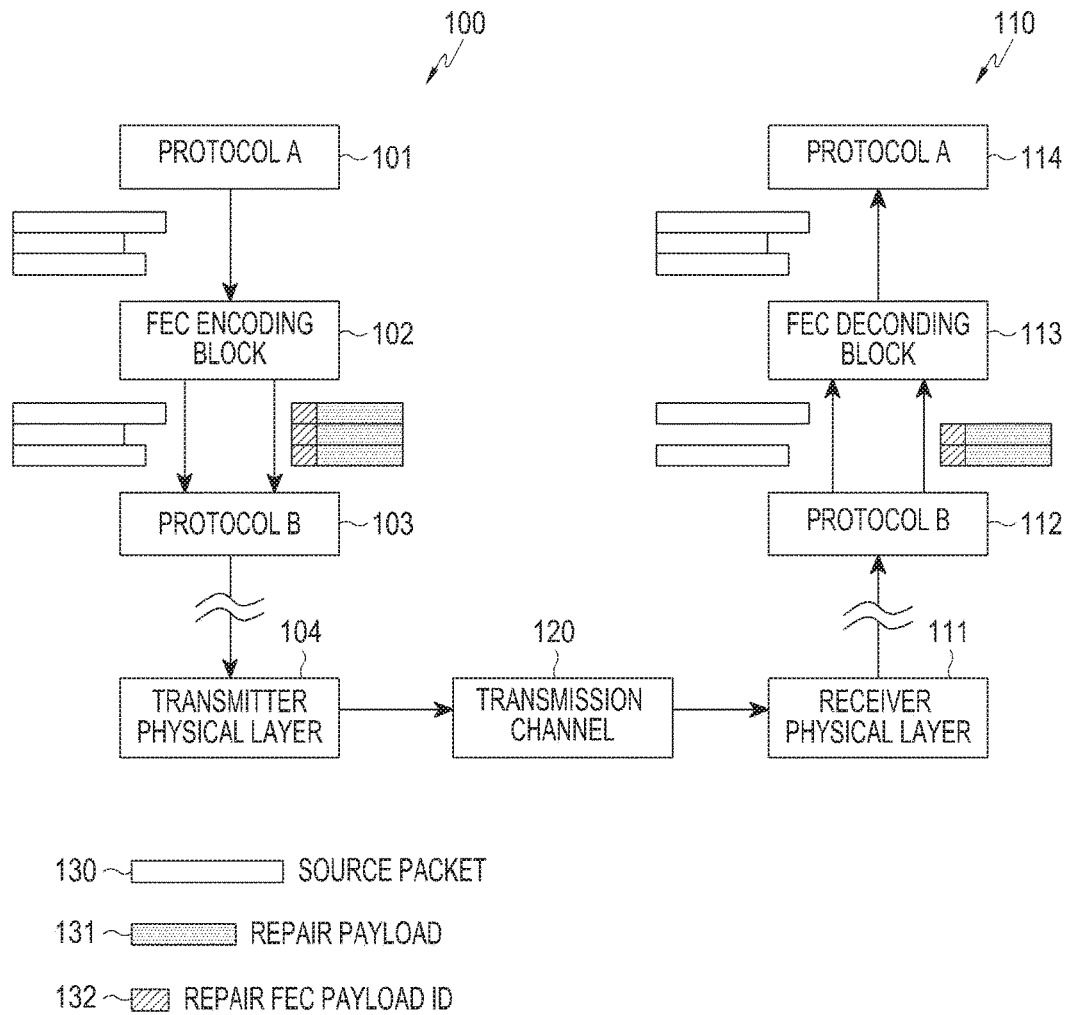 100
110
PROTOCOL A
101
PROTOCOL A
114
FEC ENCODING
BLOCK
102
FEC DECONDING
BLOCK
113
PROTOCOL B
103
PROTOCOL B
112
104
120
111
TRANSMITTER
PHYSICAL LAYER
TRANSMISSION
CHANNEL
RECEIVER
PHYSICAL LAYER
130
SOURCE PACKET
131
REPAIR PAYLOAD
132
REPAIR FEC PAYLOAD ID